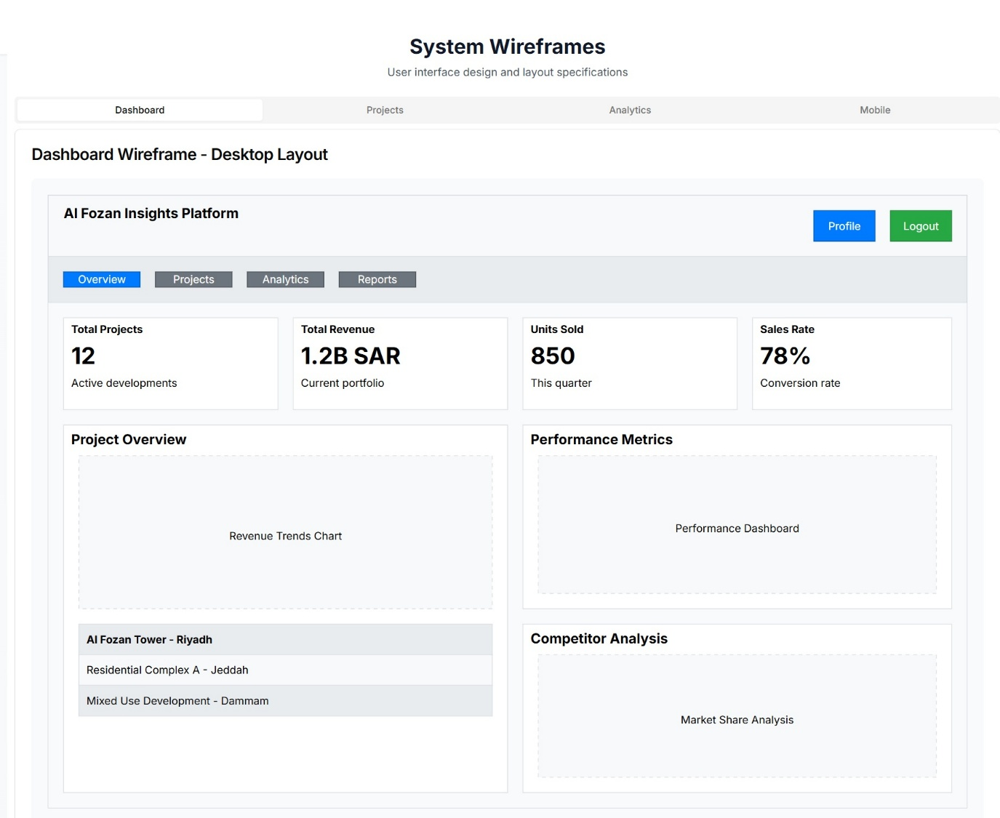 System Wireframes
User interface design and layout specifications
Dashboard
Projects
Analytics
Mobile
Dashboard Wireframe - Desktop Layout
Al Fozan Insights Platform
Profile
Logout
Overview
Projects
Analytics
Reports
Total Projects
12
Active developments
Total Revenue
1.2B SAR
Current portfolio
Units Sold
850
This quarter
Sales Rate
78%
Conversion rate
Project Overview
Revenue Trends Chart
Al Fozan Tower - Riyadh
Residential Complex A - Jeddah
Mixed Use Development - Dammam
Performance Metrics
Performance Dashboard
Competitor Analysis
Market Share Analysis